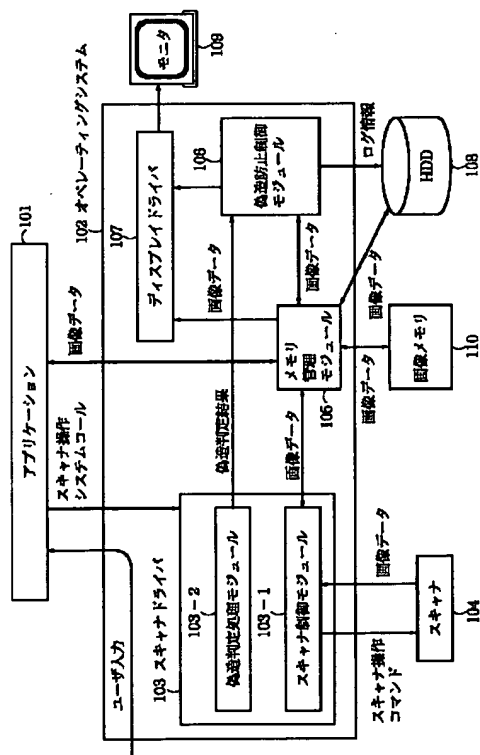 101
アプリケーション
ユーザ入力
スキャナ操作
システムコール
画像データ
102 オペレーティングシステム
103 スキャナドライバ
103-2
偽造判定処理モジュール
103-1
スキャナ制御モジュール
偽造判定結果
画像データ
107
ディスプレイドライバ
画像データ
106
偽造防止制御
モジュール
画像データ
メモリ
管理
モジュール
105
モニタ
109
スキャナ操作
コマンド
画像データ
スキャナ
104
画像データ
画像メモリ
110
画像データ
ログ情報
HDD
108